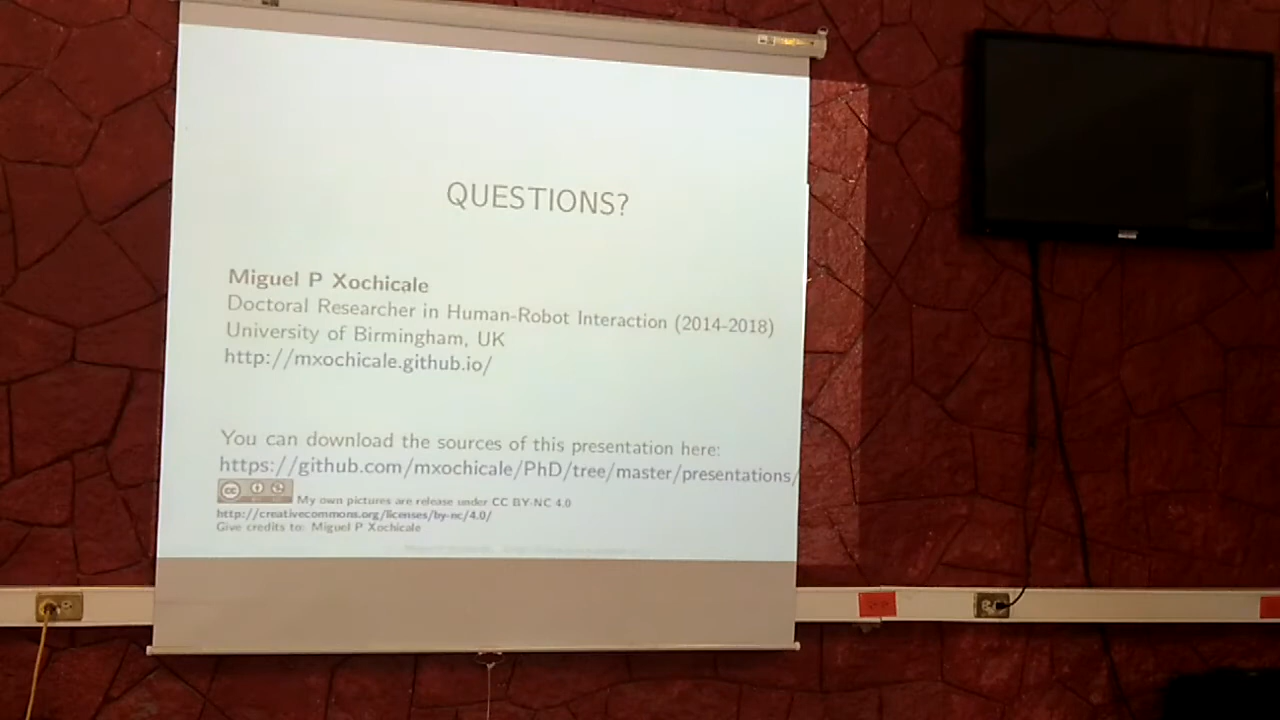 QUESTIONS?
Miguel P Xochicale
Doctoral Researcher in Human-Robot Interaction (2014-2018)
University of Birmingham, UK
http://mxochicale.github.io/
You can download the sources of this presentation here:
https://github.com/mxochicale/PhD/tree/master/presentations/
My own pictures are release under CC BY-NC 4.0
http://creativecommons.org/licenses/by-nc/4.0/
Give credits to: Miguel P Xochicale